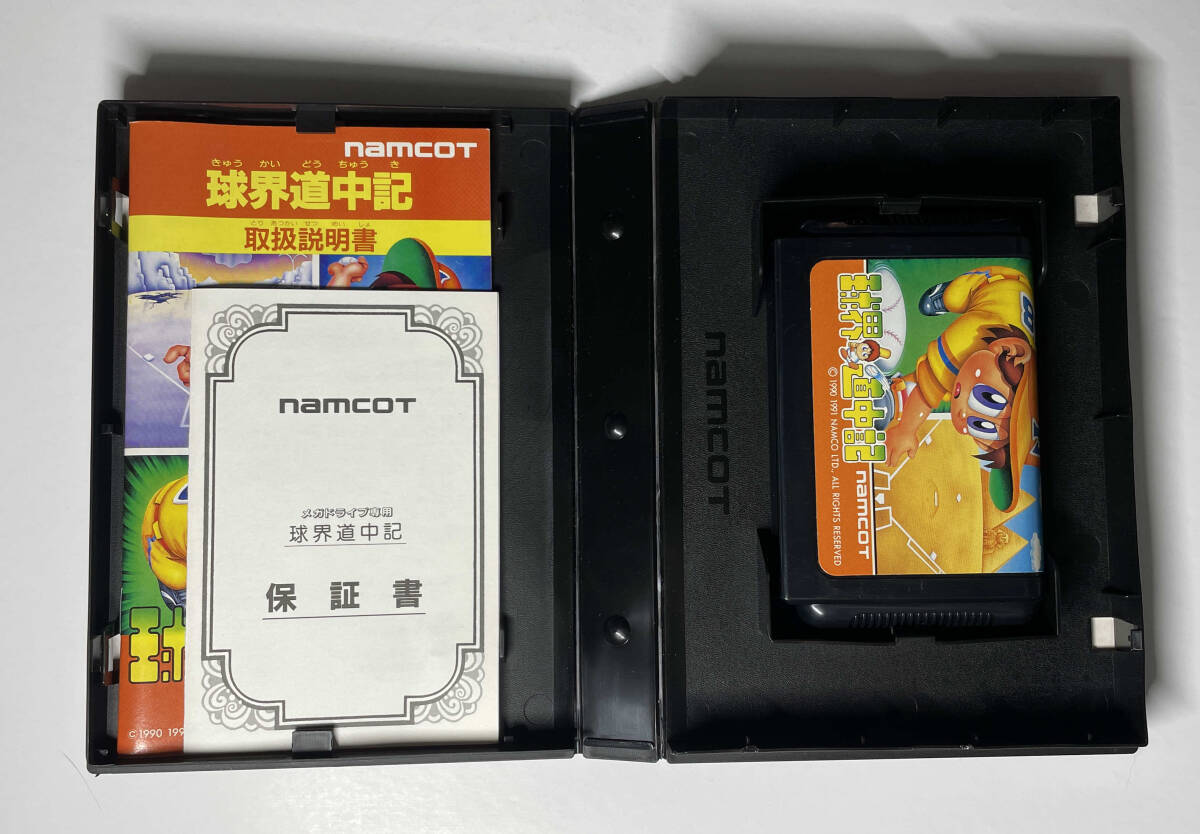 namcoT
きゅう かい どう ちゅう き
球界道中記
とり あつかい せつ めい しょ
取扱説明書
namcoT
メガドライブ専用
球界道中記
保証書
© 1990 199
namcoT
球界道中記
© 1990 1991 NAMCO LTD., ALL RIGHTS RESERVED
namcoT